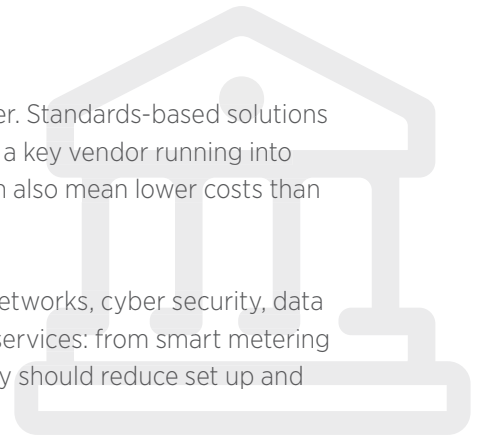 er. Standards-based solutions
a key vendor running into
n also mean lower costs than
etworks, cyber security, data
services: from smart metering
y should reduce set up and